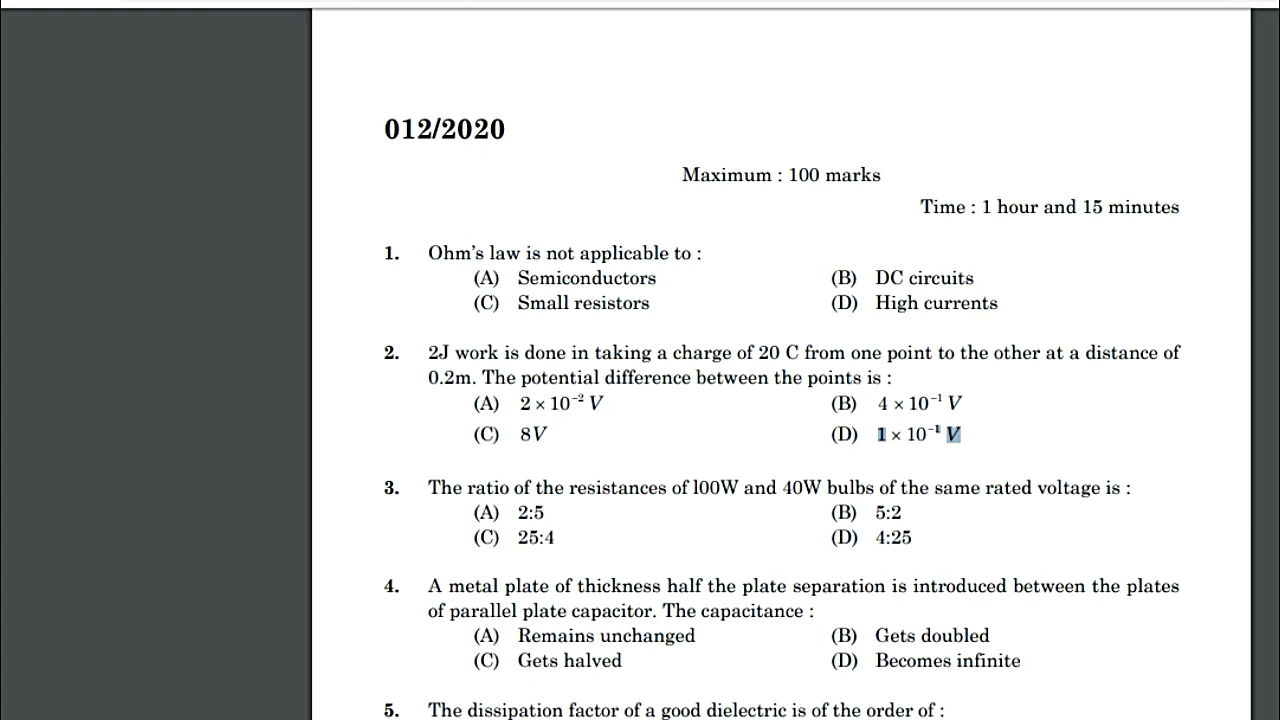 012/2020
Maximum : 100 marks
Time : 1 hour and 15 minutes
1. Ohm's law is not applicable to :
(A) Semiconductors (B) DC circuits
(C) Small resistors (D) High currents
2. 2J work is done in taking a charge of 20 C from one point to the other at a distance of
0.2m. The potential difference between the points is :
(A) 2 × 10⁻² V (B) 4 × 10⁻¹ V
(C) 8V (D) 1 × 10⁻¹ V
3. The ratio of the resistances of l00W and 40W bulbs of the same rated voltage is :
(A) 2:5 (B) 5:2
(C) 25:4 (D) 4:25
4. A metal plate of thickness half the plate separation is introduced between the plates
of parallel plate capacitor. The capacitance :
(A) Remains unchanged (B) Gets doubled
(C) Gets halved (D) Becomes infinite
5. The dissipation factor of a good dielectric is of the order of :